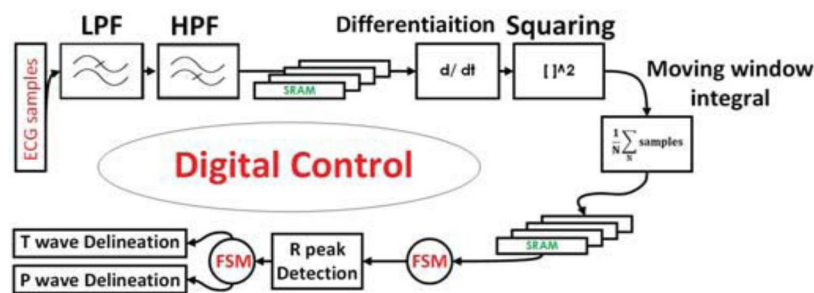 LPF
HPF
Differentiaition
Squaring
ECG samples
SRAM
d/ dt
[ ]^2
Moving window
integral
1/N ∑ N samples
Digital Control
SRAM
FSM
R peak
Detection
FSM
T wave Delineation
P wave Delineation